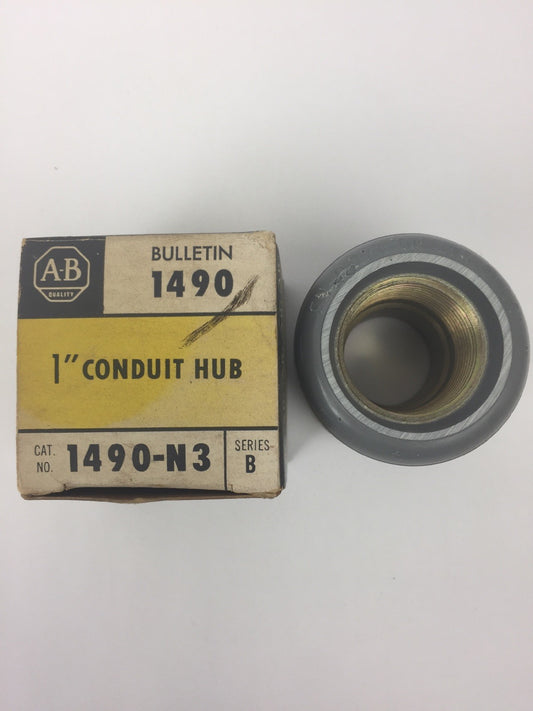 A-B
QUALITY
BULLETIN
1490
1" CONDUIT HUB
CAT. NO. 1490-N3
SERIES B